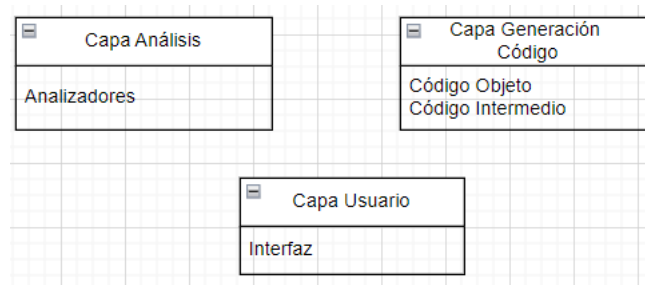 Capa Análisis
Analizadores
Capa Generación
Código
Código Objeto
Código Intermedio
Capa Usuario
Interfaz